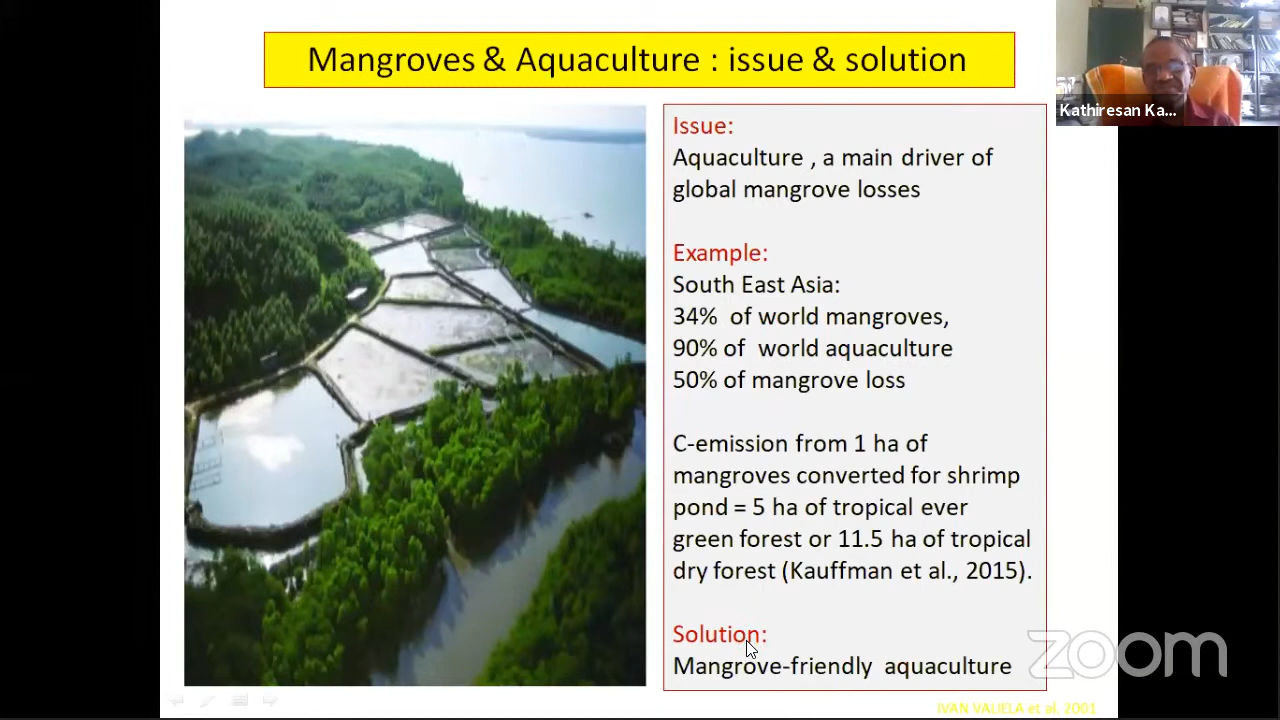 Mangroves & Aquaculture : issue & solution
Kathiresan Ka...
Issue:
Aquaculture , a main driver of
global mangrove losses
Example:
South East Asia:
34% of world mangroves,
90% of world aquaculture
50% of mangrove loss
C-emission from 1 ha of
mangroves converted for shrimp
pond = 5 ha of tropical ever
green forest or 11.5 ha of tropical
dry forest (Kauffman et al., 2015).
Solution:
Mangrove-friendly aquaculture
zoom
IVAN VALIELA et al. 2001